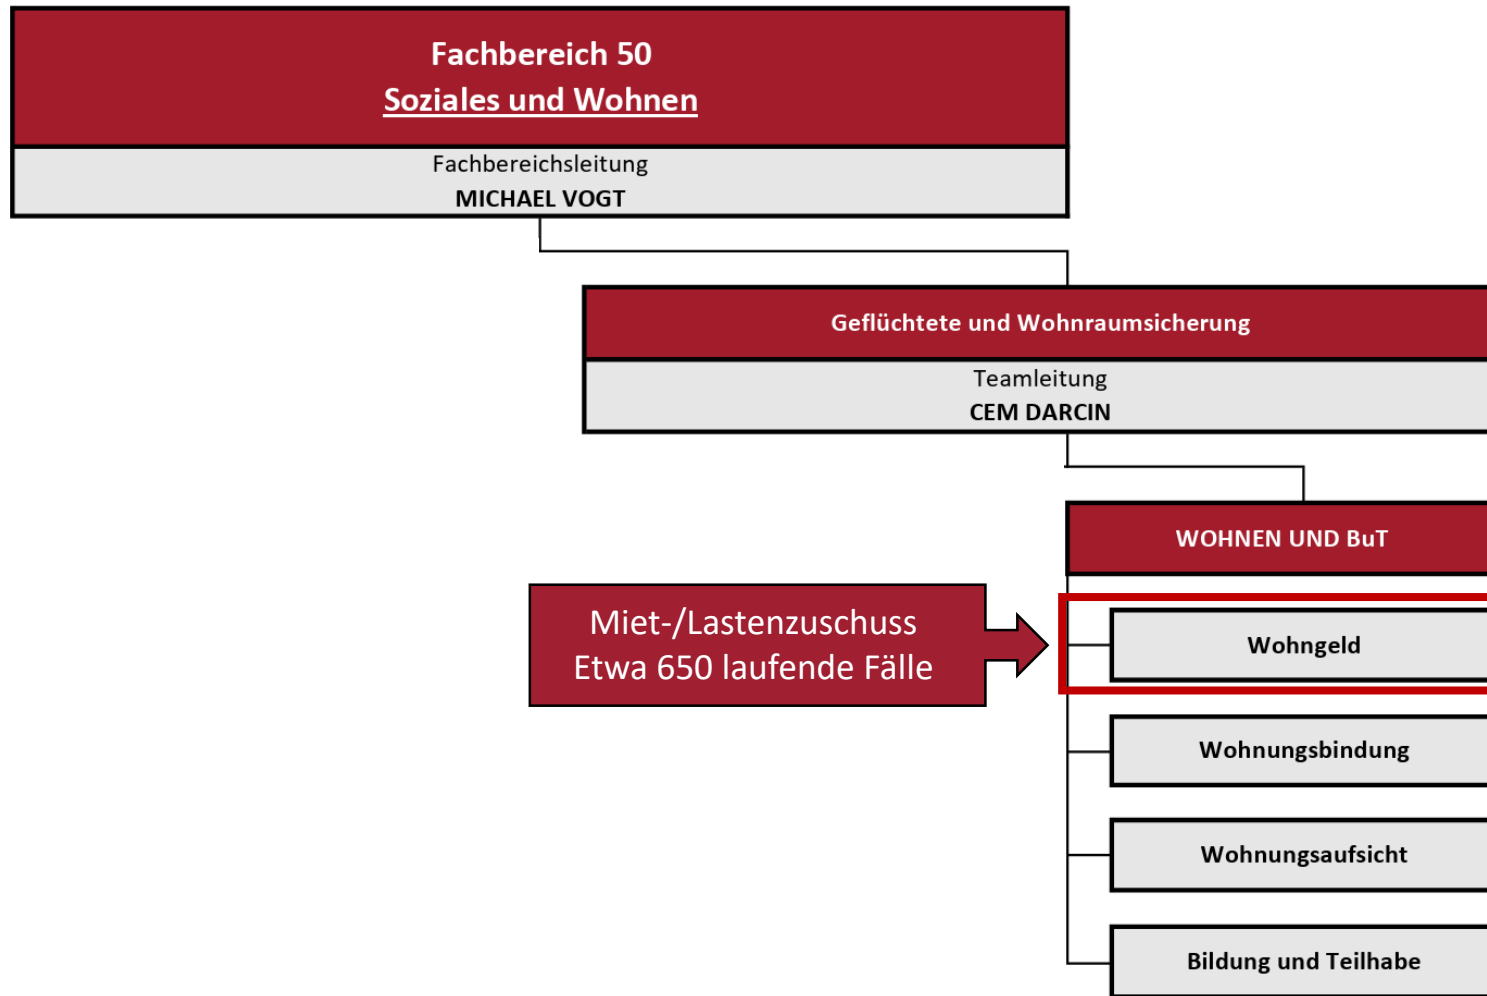 Fachbereich 50
Soziales und Wohnen
Fachbereichsleitung
MICHAEL VOGT
Geflüchtete und Wohnraumsicherung
Teamleitung
CEM DARCIN
WOHNEN UND BuT
Miet-/Lastenzuschuss
Etwa 650 laufende Fälle
Wohngeld
Wohnungsbindung
Wohnungsaufsicht
Bildung und Teilhabe